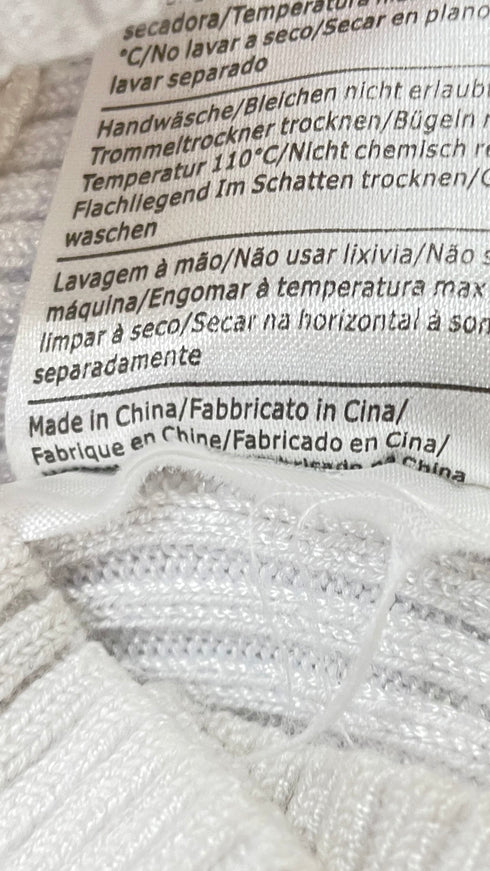 secadora/Temperatura
°C/No lavar a seco/Secar en plano
lavar separado
Handwäsche/Bleichen nicht erlaubt
Trommeltrockner trocknen/Bügeln
Temperatur 110°C/Nicht chemisch
Flachliegend Im Schatten trocknen/
waschen
Lavagem à mão/Não usar lixivia/Não
máquina/Engomar à temperatura max
limpar à seco/Secar na horizontal á
separadamente
Made in China/Fabbricato in Cina/
Fabrique en Chine/Fabricado en Cina/
China